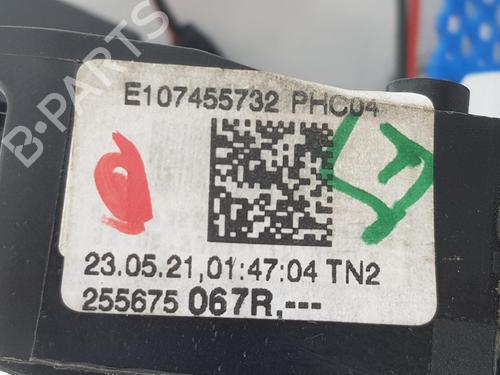 E107455732 PHC04
23.05.21,01:47:04 TN2
255675 067R,---
B-PARTS